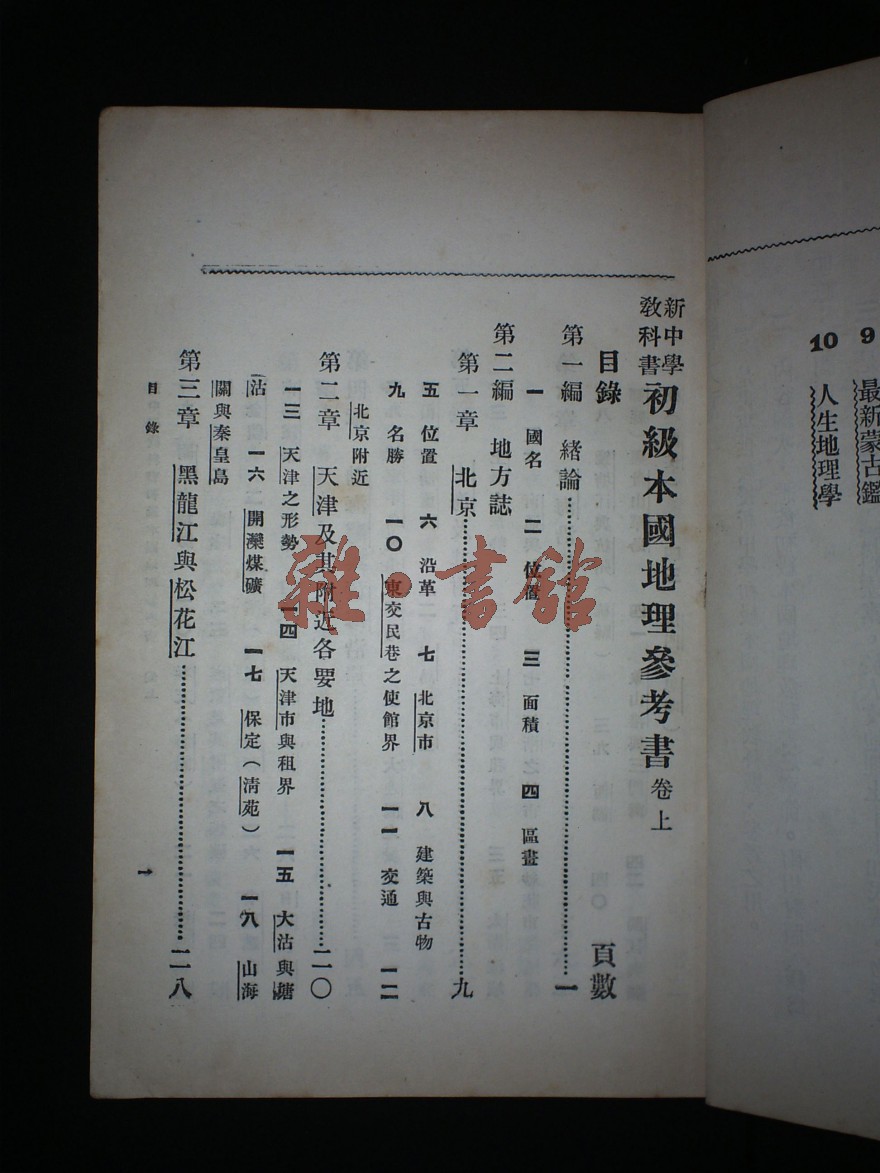 9 最新蒙古鑑
10 人生地理學
新中學教科書 初級本國地理參考書 卷上
目錄 頁數
第一編 緒論 一
一 國名 二 位置 三 面積 四 區畫
第二編 地方誌
第一章 北京 九
五 位置 六 沿革 七 北京市 八 建築與古物
九 名勝 一〇 東交民巷之使館界 一一 交通 一二
北京附近
第二章 天津及其附近各要地 二〇
一三 天津之形勢 一四 天津市與租界 一五 大沽與塘
沽 一六 開灤煤礦 一七 保定(清苑) 一八 山海
關與秦皇島
第三章 黑龍江與松花江 二八
目錄 一
雜·書館